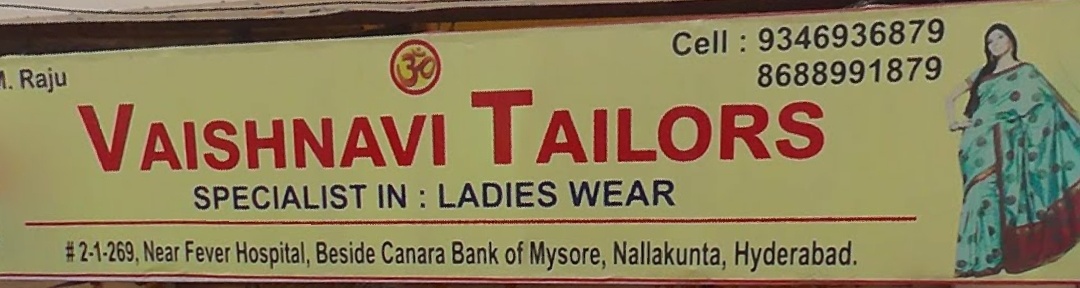 M. Raju
ॐ
Cell : 9346936879
8688991879
VAISHNAVI TAILORS
SPECIALIST IN : LADIES WEAR
# 2-1-269, Near Fever Hospital, Beside Canara Bank of Mysore, Nallakunta, Hyderabad.